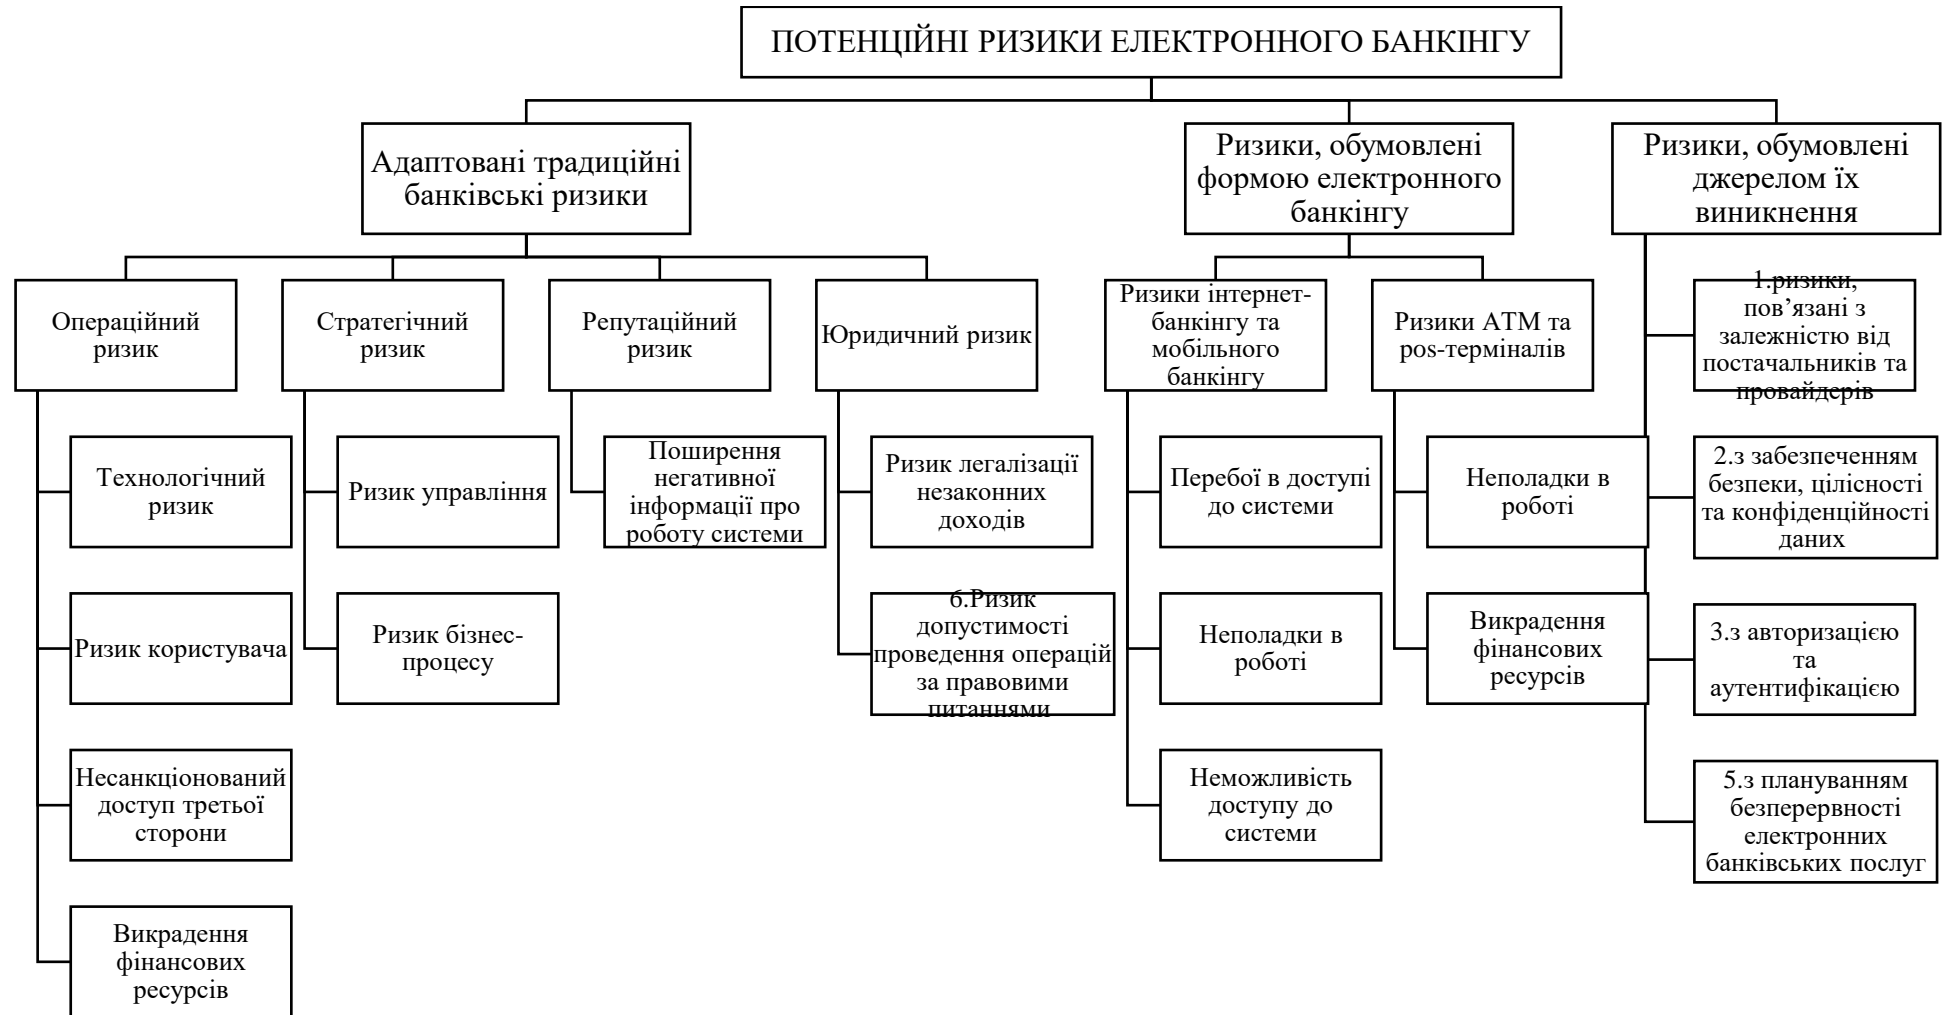 ПОТЕНЦІЙНІ РИЗИКИ ЕЛЕКТРОННОГО БАНКІНГУ
Адаптовані традиційні
банківські ризики
Операційний
ризик
Технологічний
ризик
Ризик користувача
Несанкціонований
доступ третьої
сторони
Викрадення
фінансових
ресурсів
Стратегічний
ризик
Ризик управління
Ризик бізнес-
процесу
Репутаційний
ризик
Поширення
негативної
інформації про
роботу системи
Юридичний ризик
Ризик легалізації
незаконних
доходів
6.Ризик
допустимості
проведення операцій
за правовими
питаннями
Ризики, обумовлені
формою електронного
банкінгу
Ризики інтернет-
банкінгу та
мобільного
банкінгу
Перебої в доступі
до системи
Неполадки в
роботі
Неможливість
доступу до
системи
Ризики АТМ та
pos-терміналів
Неполадки в
роботі
Викрадення
фінансових
ресурсів
Ризики, обумовлені
джерелом їх
виникнення
1.ризики,
пов’язані з
залежністю від
постачальників та
провайдерів
2.з забезпеченням
безпеки, цілісності
та конфіденційності
даних
3.з авторизацією
та
аутентифікацією
5.з плануванням
безперервності
електронних
банківських послуг